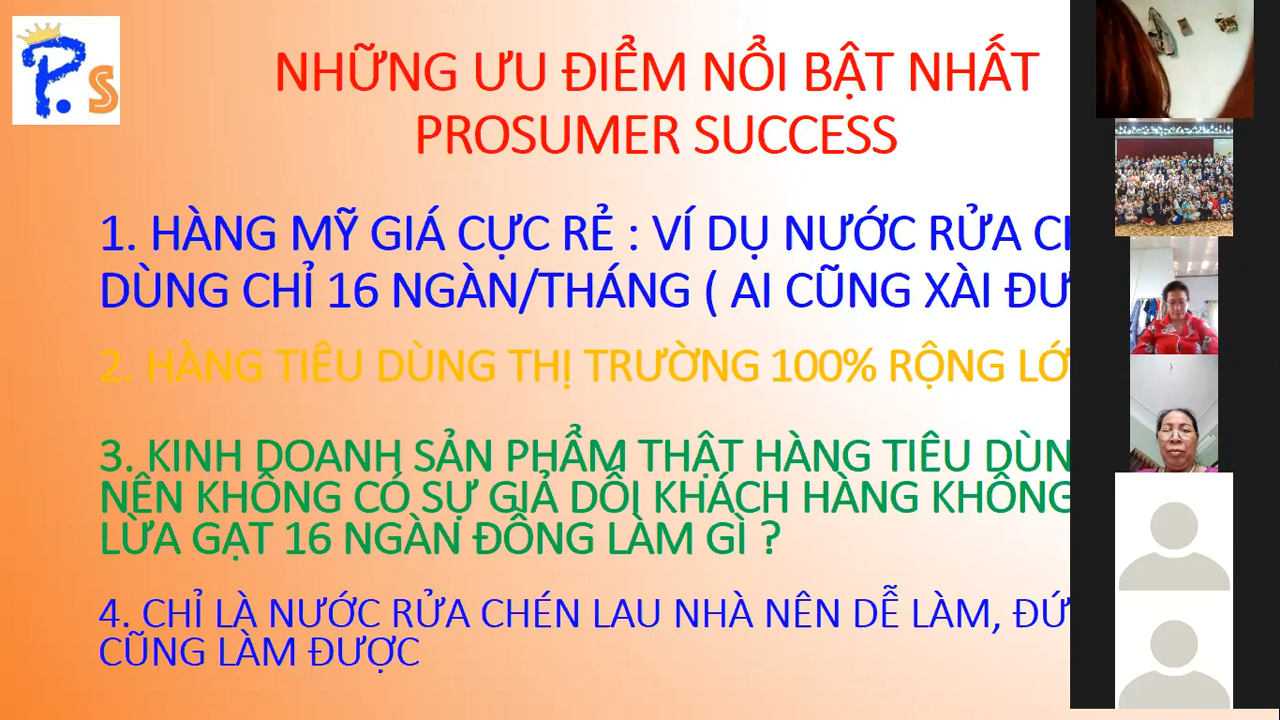 P.S
NHỮNG ƯU ĐIỂM NỔI BẬT NHẤT
PROSUMER SUCCESS
1. HÀNG MỸ GIÁ CỰC RẺ : VÍ DỤ NƯỚC RỬA
DÙNG CHỈ 16 NGÀN/THÁNG ( AI CŨNG XÀI
2. HÀNG TIÊU DÙNG THỊ TRƯỜNG 100% RỘNG
3. KINH DOANH SẢN PHẨM THẬT HÀNG TIÊU
NÊN KHÔNG CÓ SỰ GIẢ DỐI KHÁCH HÀNG KHÔNG
LỪA GẠT 16 NGÀN ĐỒNG LÀM GÌ ?
4. CHỈ LÀ NƯỚC RỬA CHÉN LAU NHÀ NÊN DỄ LÀM,
CŨNG LÀM ĐƯỢC